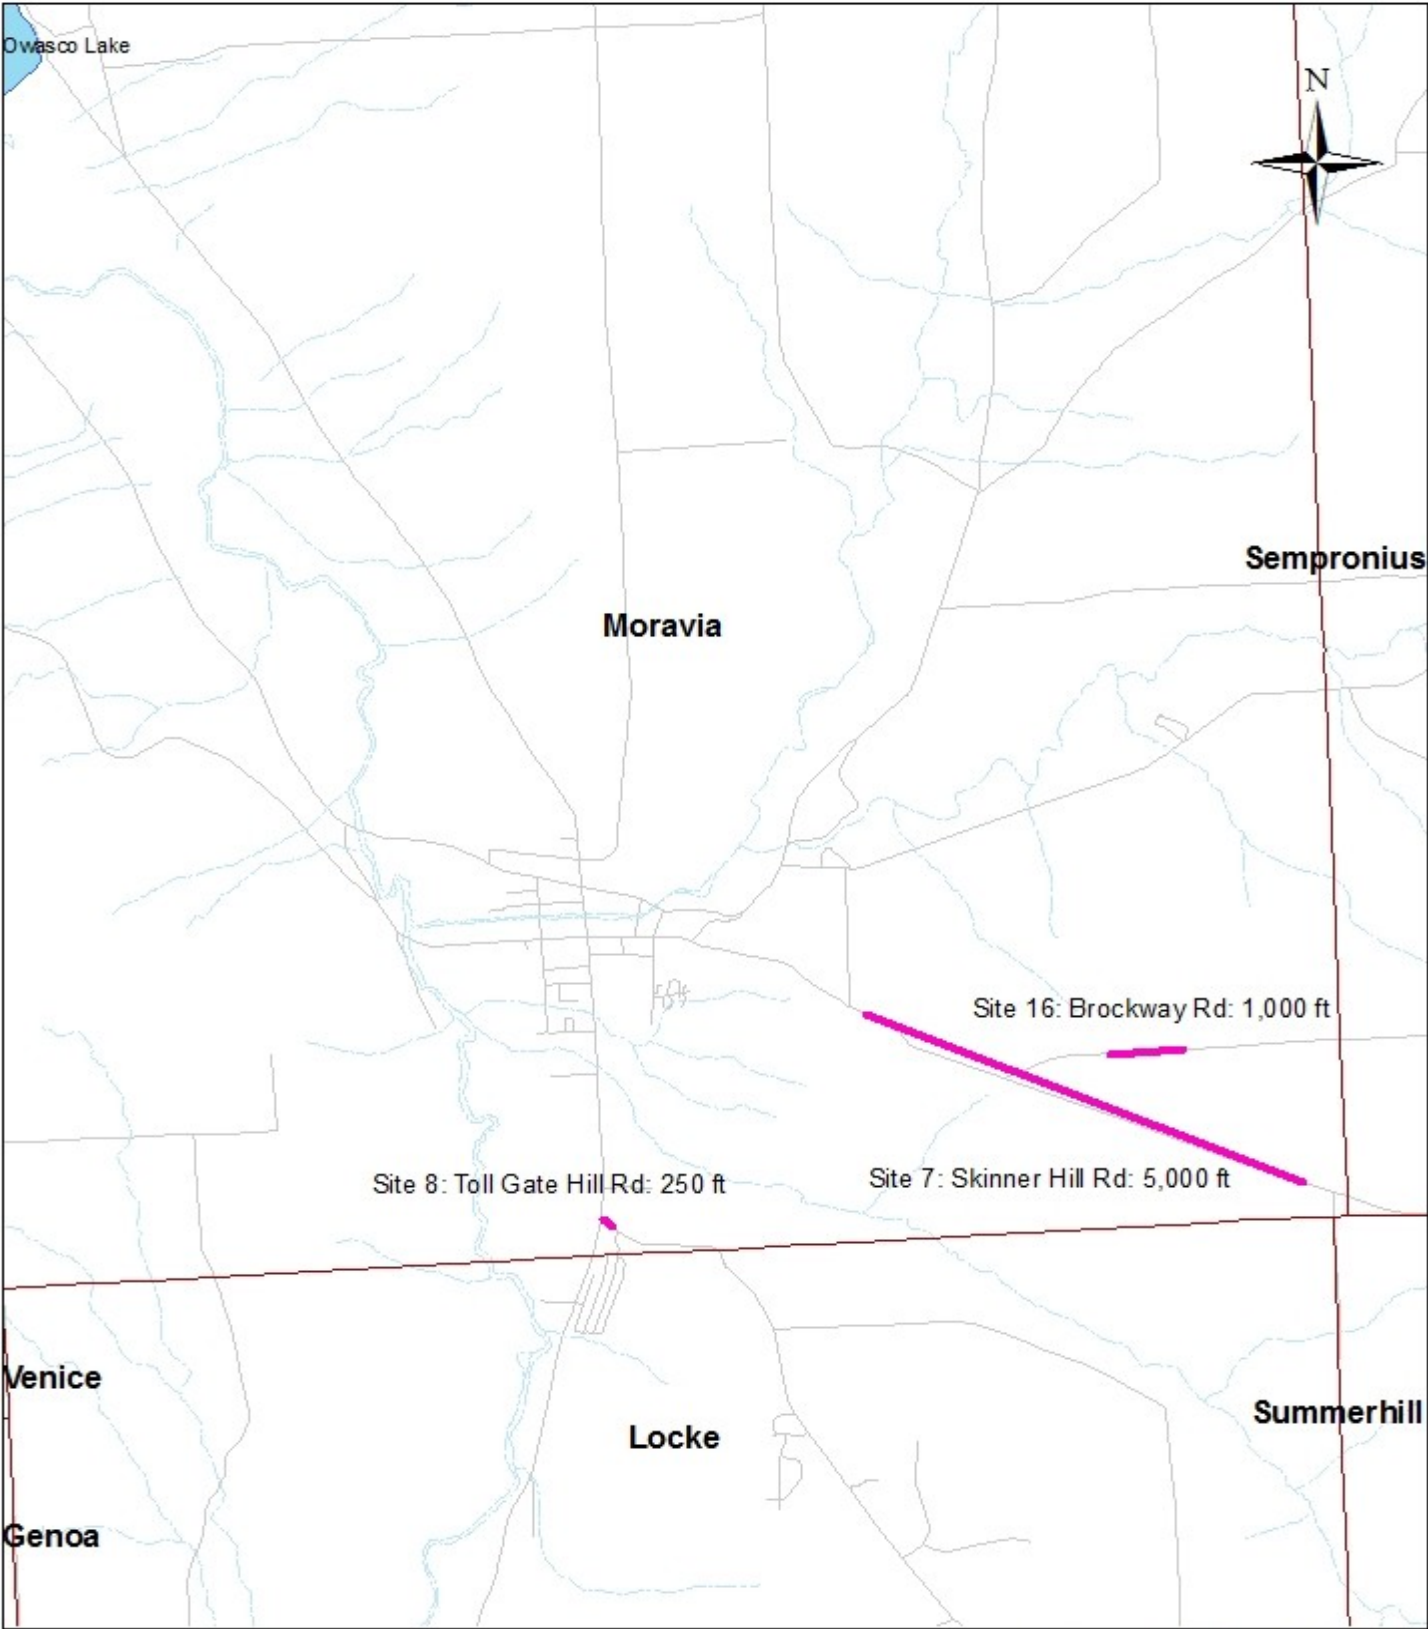 Owasco Lake
N
Sempronius
Moravia
Site 16: Brockway Rd: 1,000 ft
Site 7: Skinner Hill Rd: 5,000 ft
Site 8: Toll Gate Hill Rd: 250 ft
Venice
Summerhill
Locke
Genoa